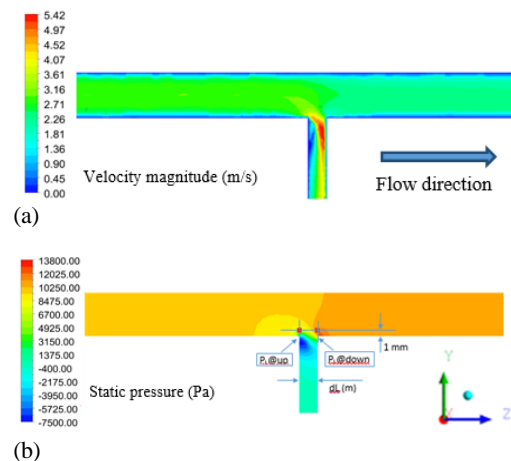 5.42
4.97
4.52
4.07
3.61
3.16
2.71
2.26
1.81
1.36
0.90
0.45
0.00
Velocity magnitude (m/s)
Flow direction
(a)
13800.00
12025.00
10250.00
8475.00
6700.00
4925.00
3150.00
1375.00
-400.00
-2175.00
-3950.00
-5725.00
-7500.00
Static pressure (Pa)
P. @up
P. @down
1 mm
dL (m)
Y
X
Z
(b)